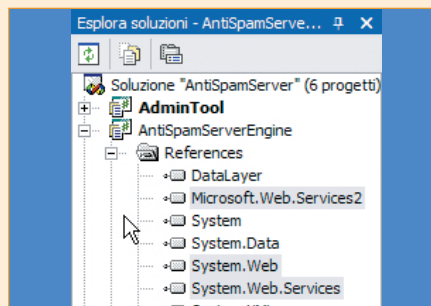 Esplora soluzioni - AntiSpamServe...
Soluzione "AntiSpamServer" (6 progetti)
AdminTool
AntiSpamServerEngine
References
DataLayer
Microsoft.Web.Services2
System
System.Data
System.Web
System.Web.Services